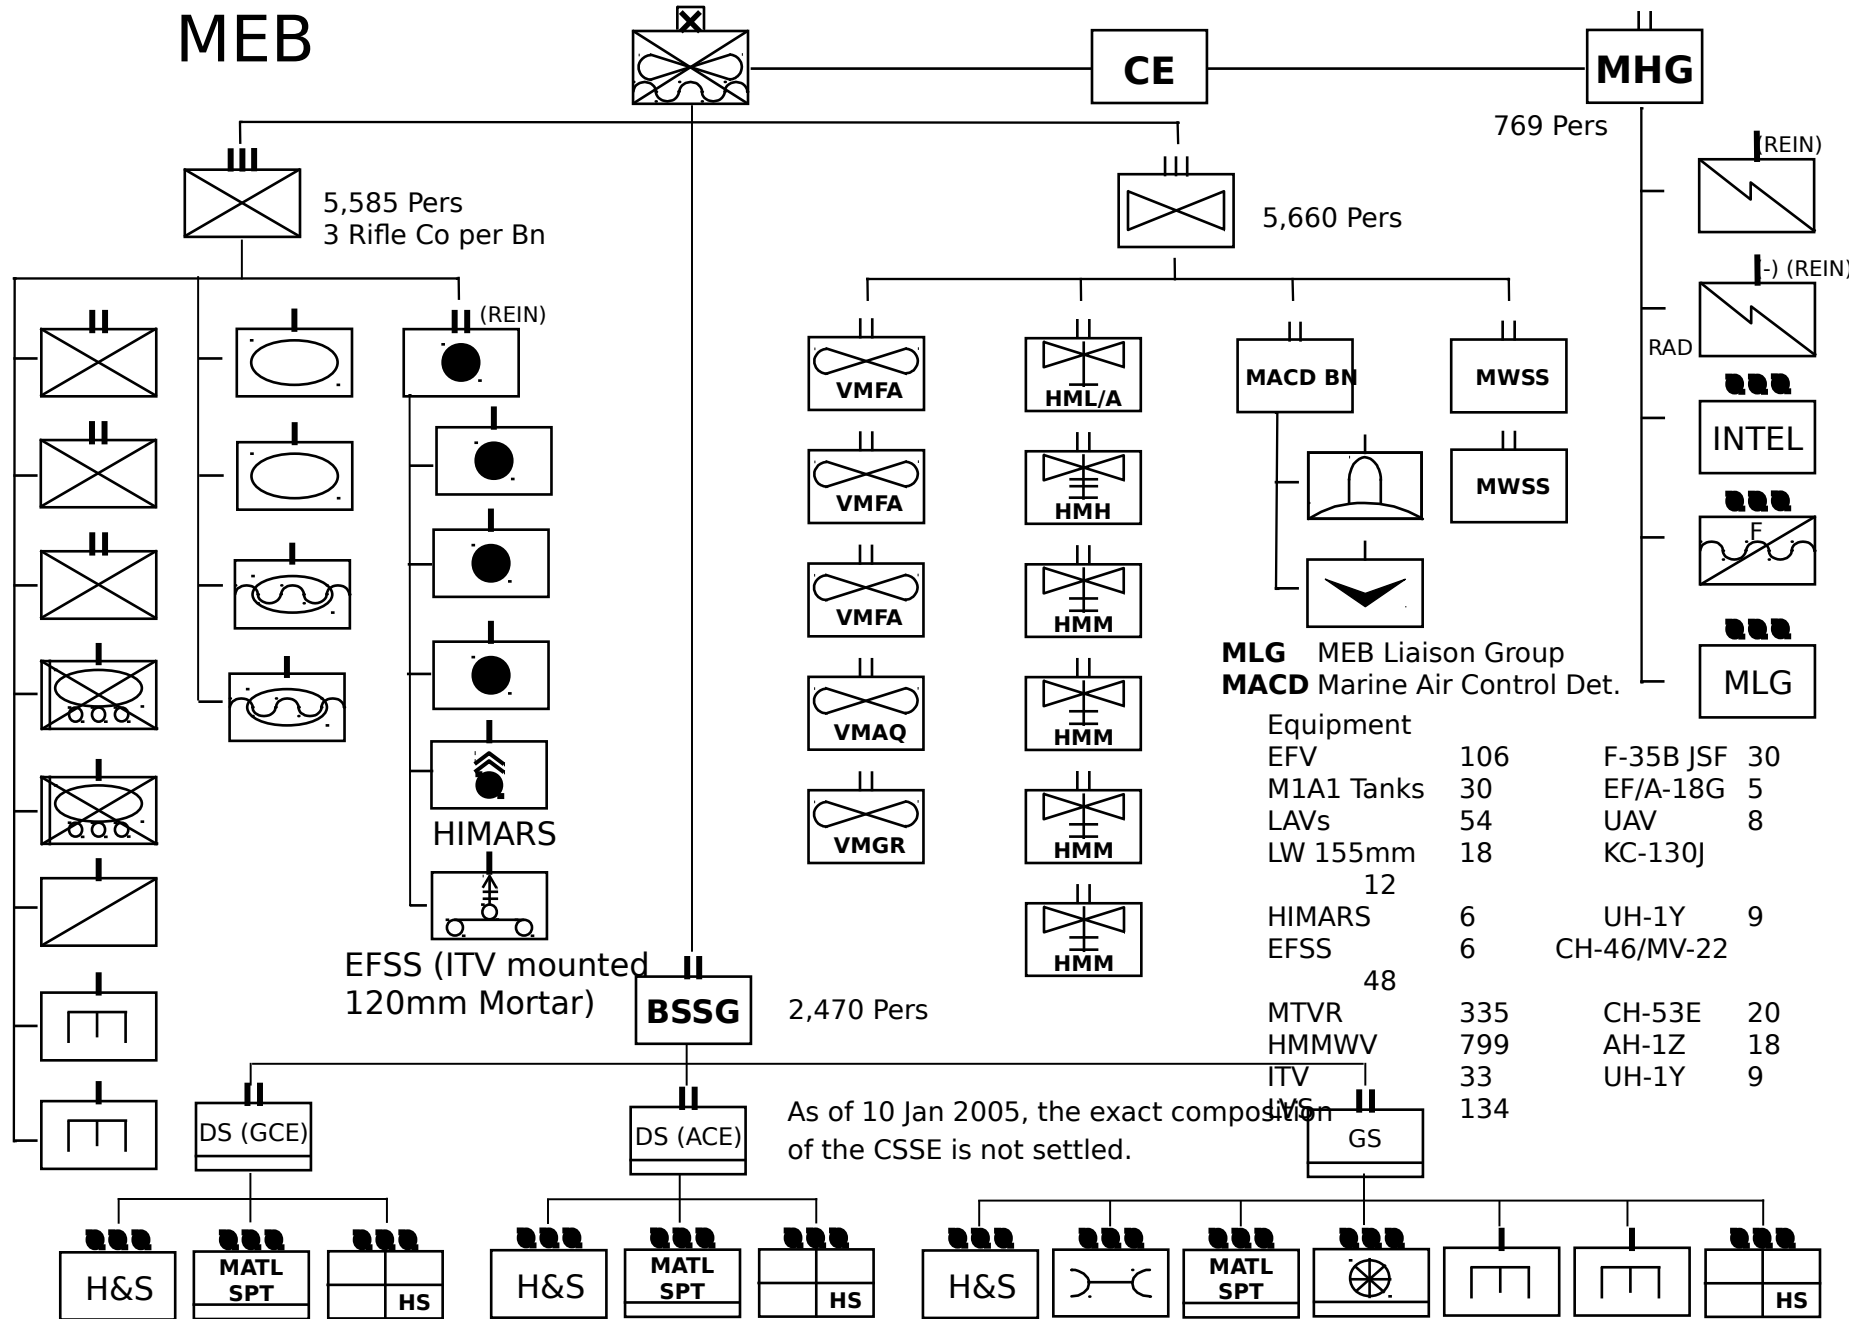 MEB
CE
MHG
769 Pers
(REIN)
5,585 Pers
3 Rifle Co per Bn
5,660 Pers
-) (REIN)
(REIN)
RAD
VMFA
HML/A
MACD BN
MWSS
INTEL
VMFA
HMH
MWSS
F
VMFA
HMM
MLG MEB Liaison Group
MACD Marine Air Control Det.
MLG
VMAQ
HMM
Equipment
EFV 106 F-35B JSF 30
M1A1 Tanks 30 EF/A-18G 5
LAVs 54 UAV 8
LW 155mm 18 KC-130J
12
HIMARS 6 UH-1Y 9
EFSS 6 CH-46/MV-22
48
MTVR 335 CH-53E 20
HMMWV 799 AH-1Z 18
ITV 33 UH-1Y 9
LVS 134
HIMARS
VMGR
HMM
HMM
EFSS (ITV mounted
120mm Mortar)
BSSG
2,470 Pers
As of 10 Jan 2005, the exact composition
of the CSSE is not settled.
DS (GCE)
DS (ACE)
GS
H&S
MATL
SPT
HS
H&S
MATL
SPT
HS
H&S
MATL
SPT
HS